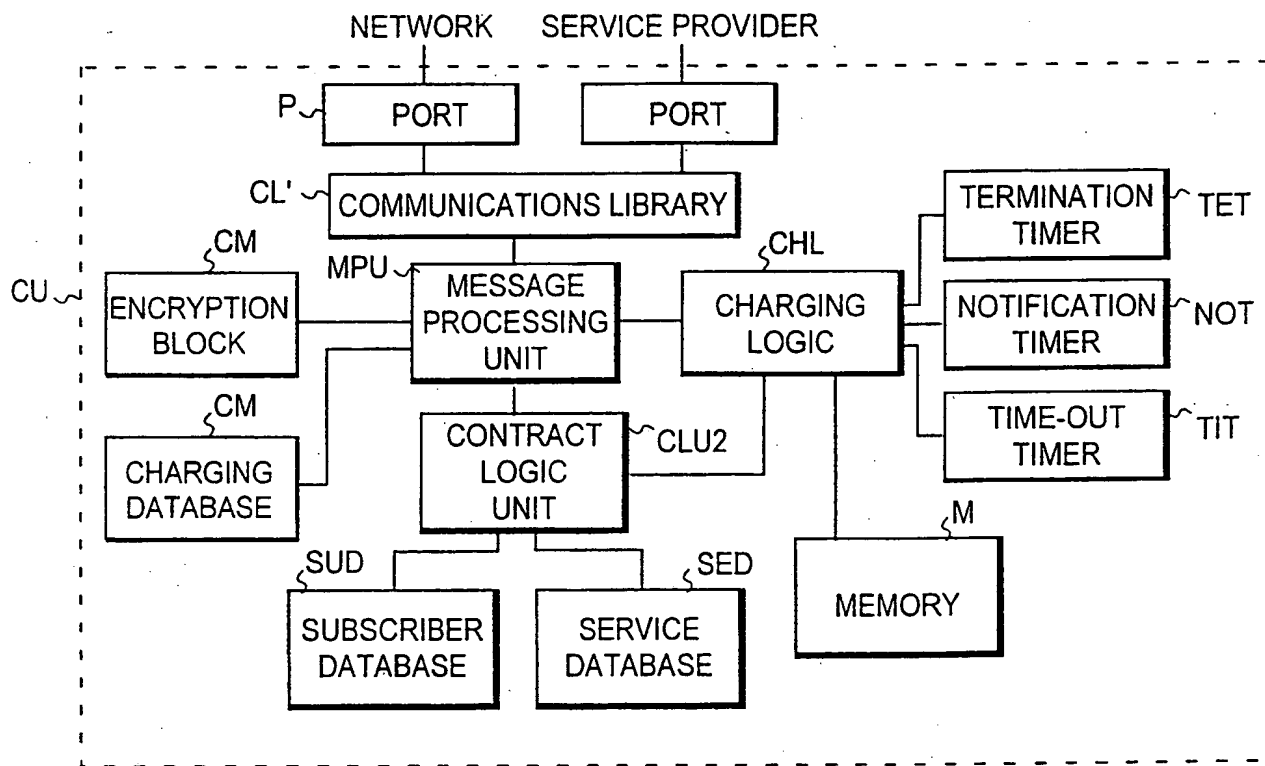 NETWORK
SERVICE PROVIDER
P
PORT
PORT
CL'
COMMUNICATIONS LIBRARY
TERMINATION
TIMER
TET
CM
MPU
MESSAGE
PROCESSING
UNIT
CHL
CHARGING
LOGIC
CU
ENCRYPTION
BLOCK
NOTIFICATION
TIMER
NOT
CM
CHARGING
DATABASE
CONTRACT
LOGIC
UNIT
CLU2
TIME-OUT
TIMER
TIT
SUD
SUBSCRIBER
DATABASE
SED
SERVICE
DATABASE
M
MEMORY